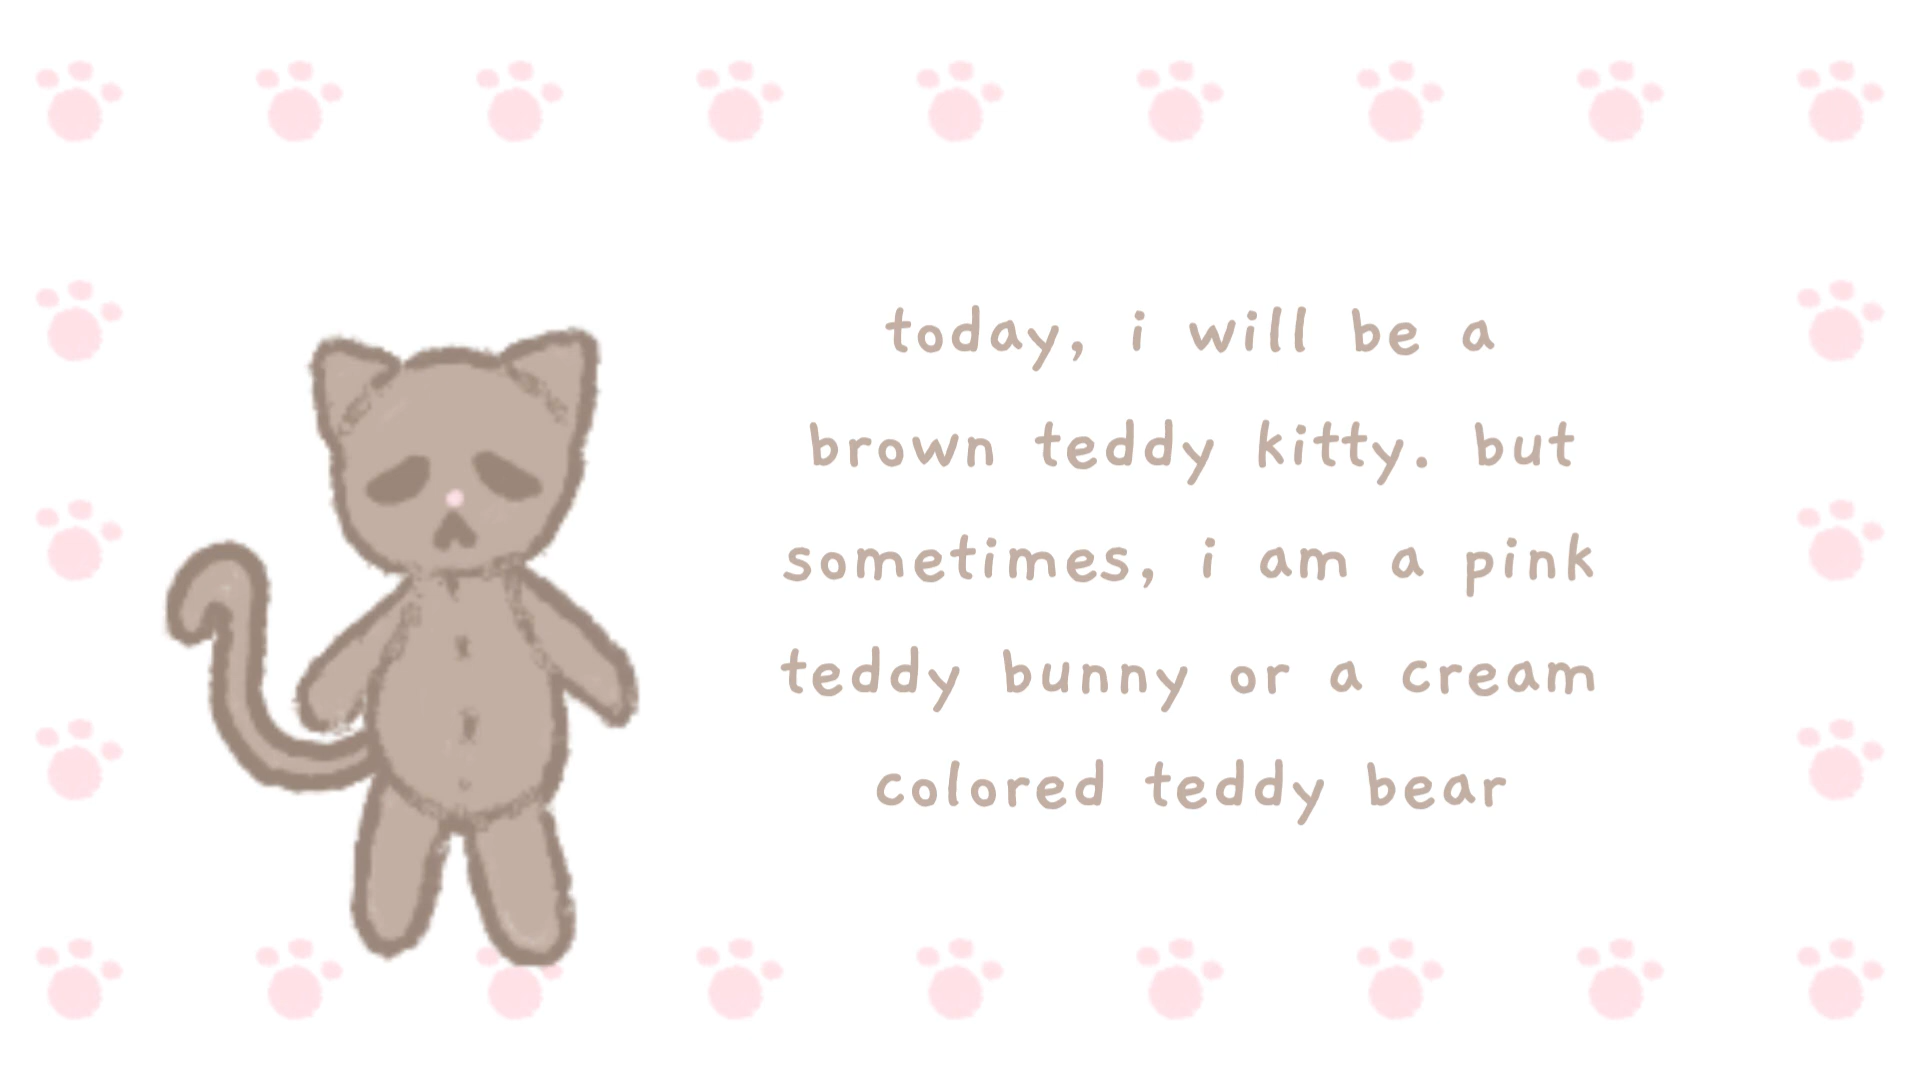 today, i will be a
brown teddy kitty. but
sometimes, i am a pink
teddy bunny or a cream
colored teddy bear